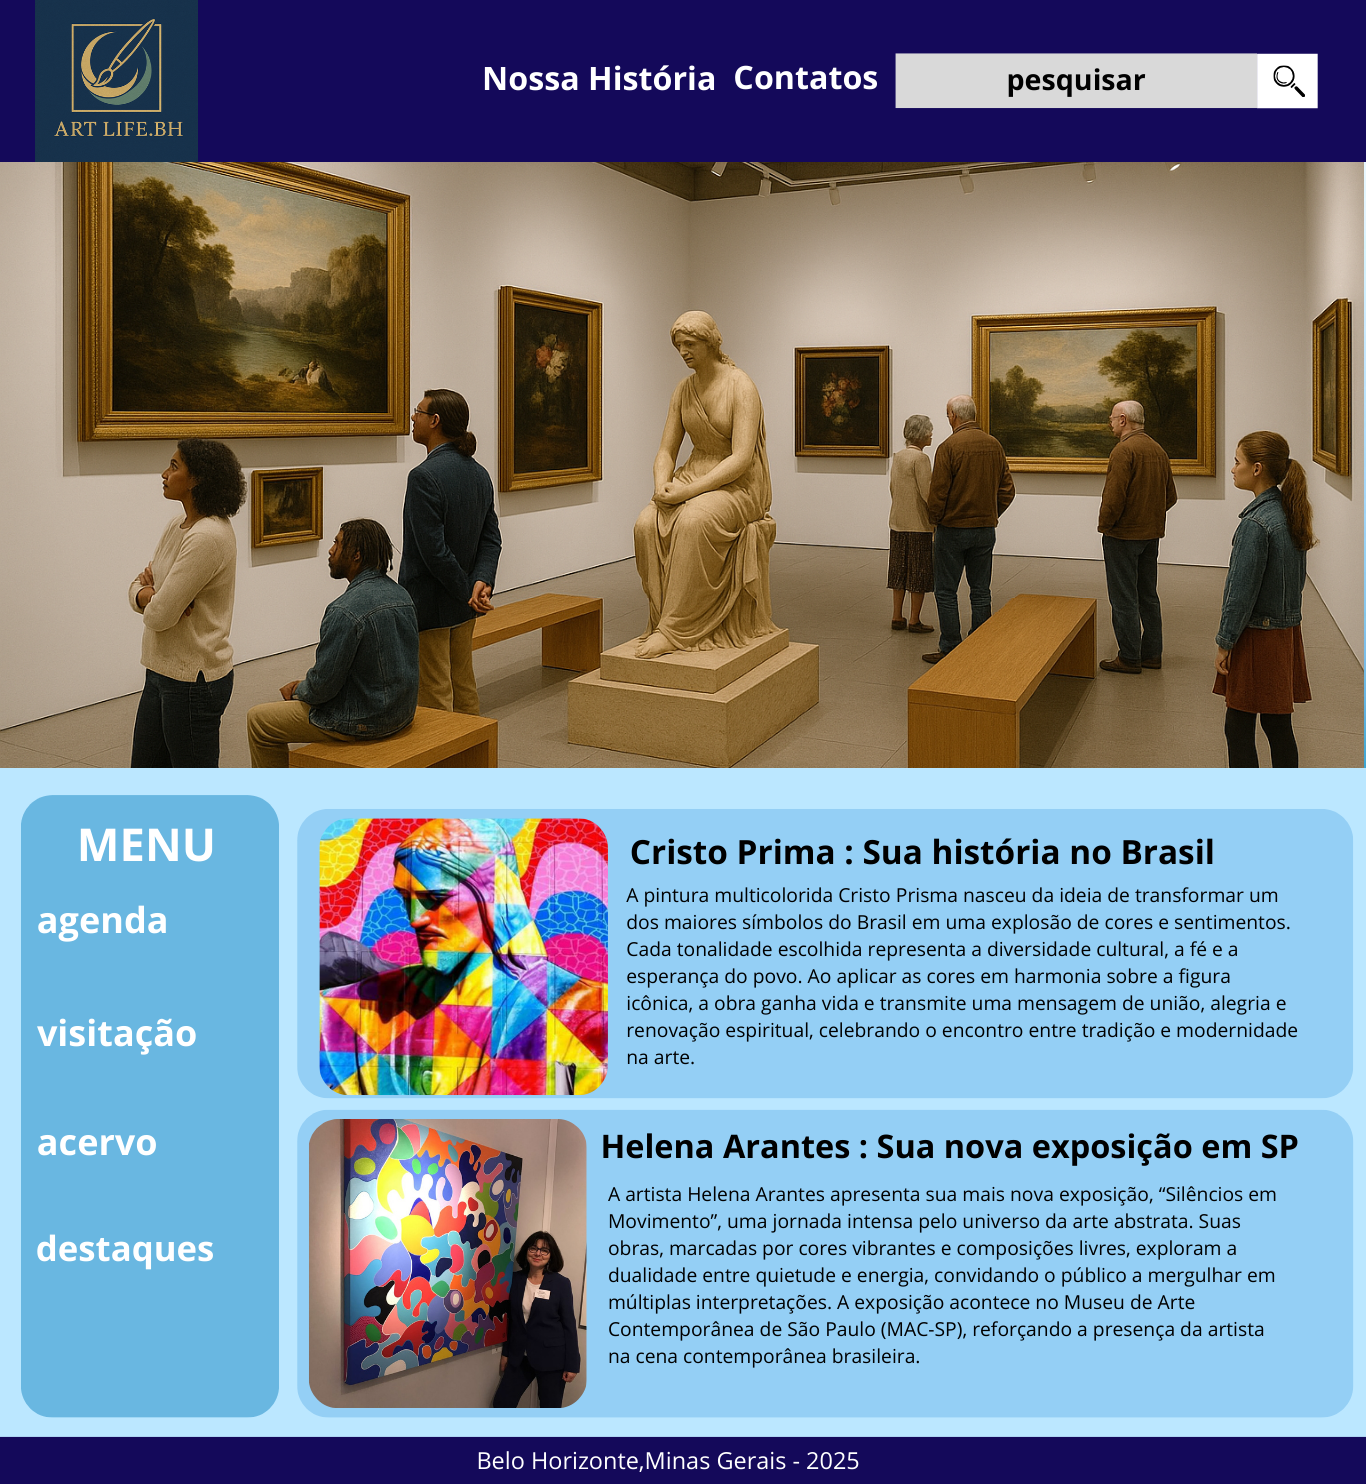 ART LIFE.BH
Nossa História
Contatos
pesquisar
MENU
agenda
visitação
acervo
destaques
Cristo Prima : Sua história no Brasil
A pintura multicolorida Cristo Prisma nasceu da ideia de transformar um
dos maiores símbolos do Brasil em uma explosão de cores e sentimentos.
Cada tonalidade escolhida representa a diversidade cultural, a fé e a
esperança do povo. Ao aplicar as cores em harmonia sobre a figura
icônica, a obra ganha vida e transmite uma mensagem de união, alegria e
renovação espiritual, celebrando o encontro entre tradição e modernidade
na arte.
Helena Arantes : Sua nova exposição em SP
A artista Helena Arantes apresenta sua mais nova exposição, “Silêncios em
Movimento”, uma jornada intensa pelo universo da arte abstrata. Suas
obras, marcadas por cores vibrantes e composições livres, exploram a
dualidade entre quietude e energia, convidando o público a mergulhar em
múltiplas interpretações. A exposição acontece no Museu de Arte
Contemporânea de São Paulo (MAC-SP), reforçando a presença da artista
na cena contemporânea brasileira.
Belo Horizonte,Minas Gerais - 2025